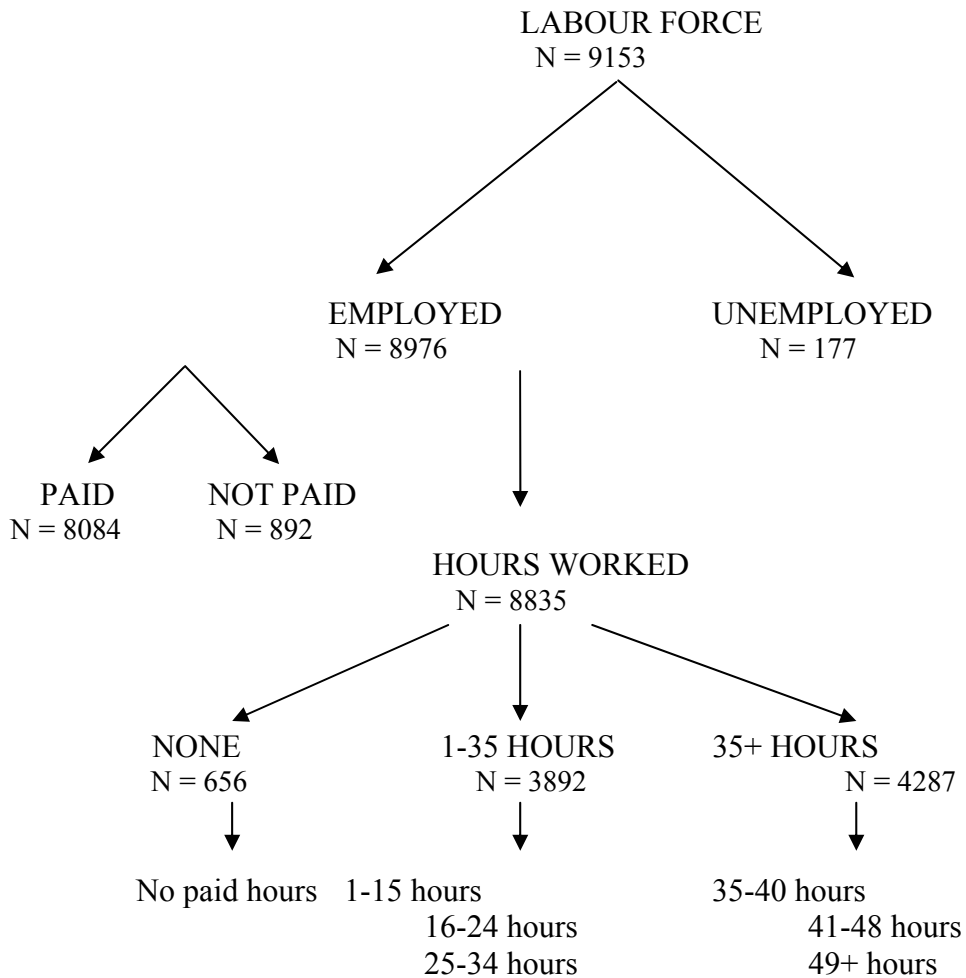 LABOUR FORCE
N = 9153
EMPLOYED
N = 8976
UNEMPLOYED
N = 177
PAID
N = 8084
NOT PAID
N = 892
HOURS WORKED
N = 8835
NONE
N = 656
1-35 HOURS
N = 3892
35+ HOURS
N = 4287
No paid hours
1-15 hours
16-24 hours
25-34 hours
35-40 hours
41-48 hours
49+ hours